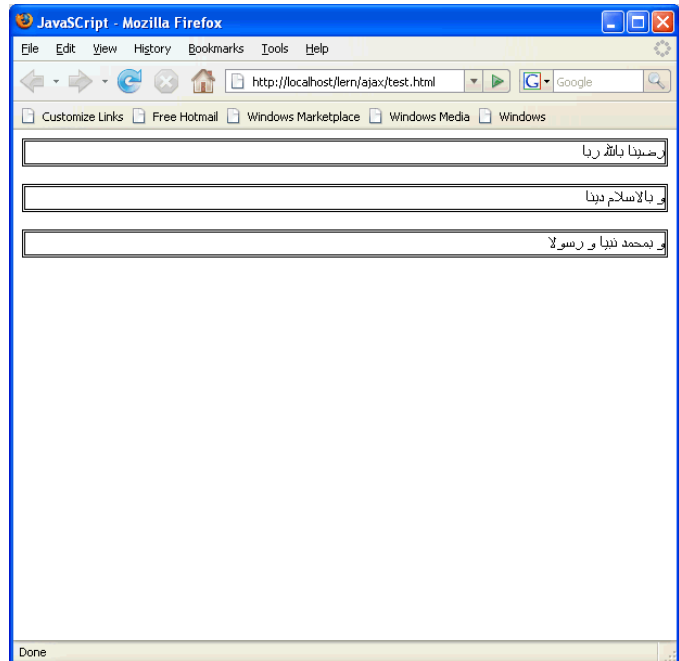 JavaSCript - Mozilla Firefox
File Edit View History Bookmarks Tools Help
http://localhost/lern/ajax/test.html G Google
Customize Links Free Hotmail Windows Marketplace Windows Media Windows
رضينا بالله ربا
و بالاسلام دينا
و بمحمد نبيا و رسولا
Done